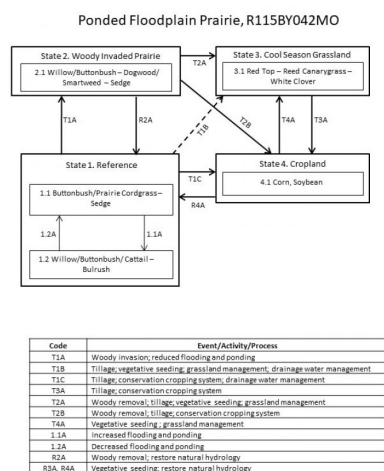 Ponded Floodplain Prairie, R115BY042MO
State 2. Woody Invaded Prairie
2.1 Willow/Buttonbush – Dogwood/
Smartweed – Sedge
T2A
State 3. Cool Season Grassland
3.1 Red Top – Reed Canarygrass –
White Clover
T1A
R2A
T1B
T2B
T4A
T3A
State 1. Reference
1.1 Buttonbush/Prairie Cordgrass –
Sedge
1.2A
1.1A
1.2 Willow/Buttonbush/ Cattail –
Bulrush
T1C
R4A
State 4. Cropland
4.1 Corn, Soybean
Code Event/Activity/Process
T1A Woody invasion; reduced flooding and ponding
T1B Tillage; vegetative seeding; grassland management; drainage water management
T1C Tillage; conservation cropping system; drainage water management
T3A Tillage; conservation cropping system
T2A Woody removal; tillage; vegetative seeding; grassland management
T2B Woody removal; tillage; conservation cropping system
T4A Vegetative seeding; grassland management
1.1A Increased flooding and ponding
1.2A Decreased flooding and ponding
R2A Woody removal; restore natural hydrology
R3A, R4A Vegetative seeding; restore natural hydrology